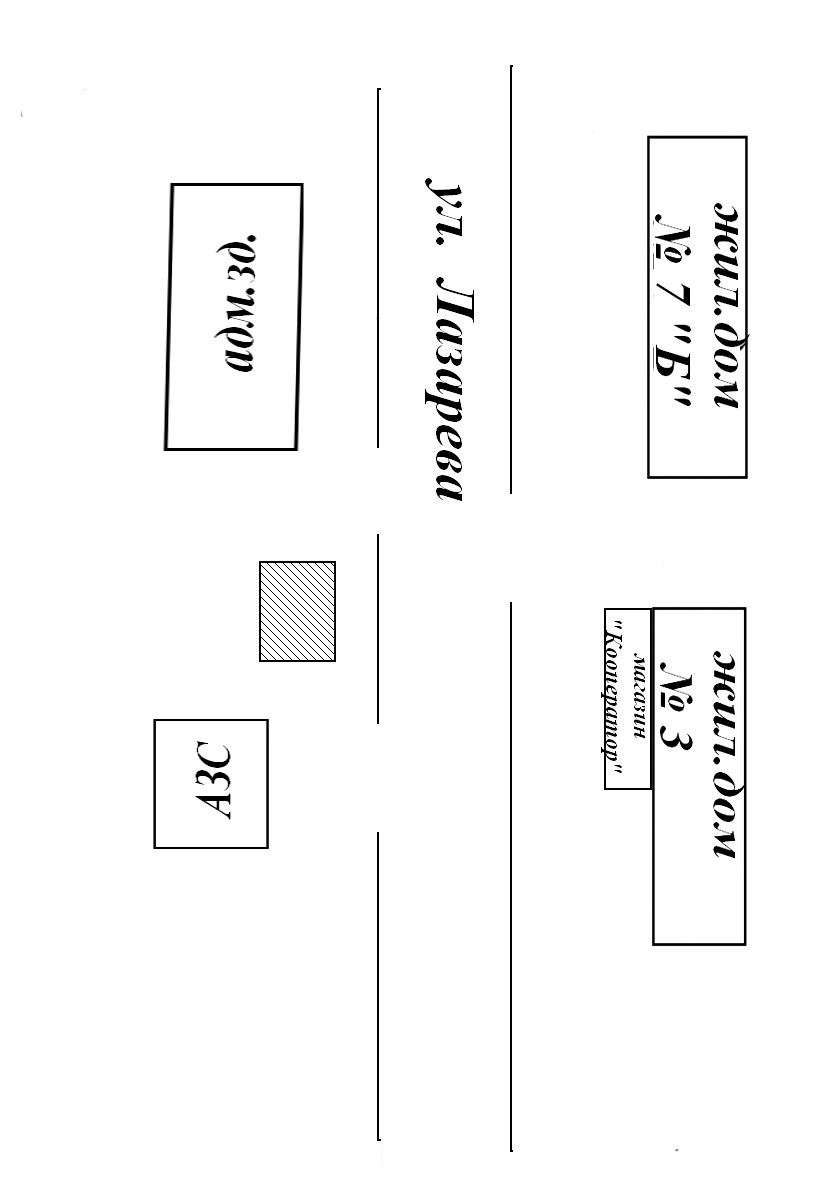 ул. Лазарева
адм.зд.
жил.дом
№ 7 "Б"
жил.дом
№ 3
магазин
"Кооператор"
АЗС